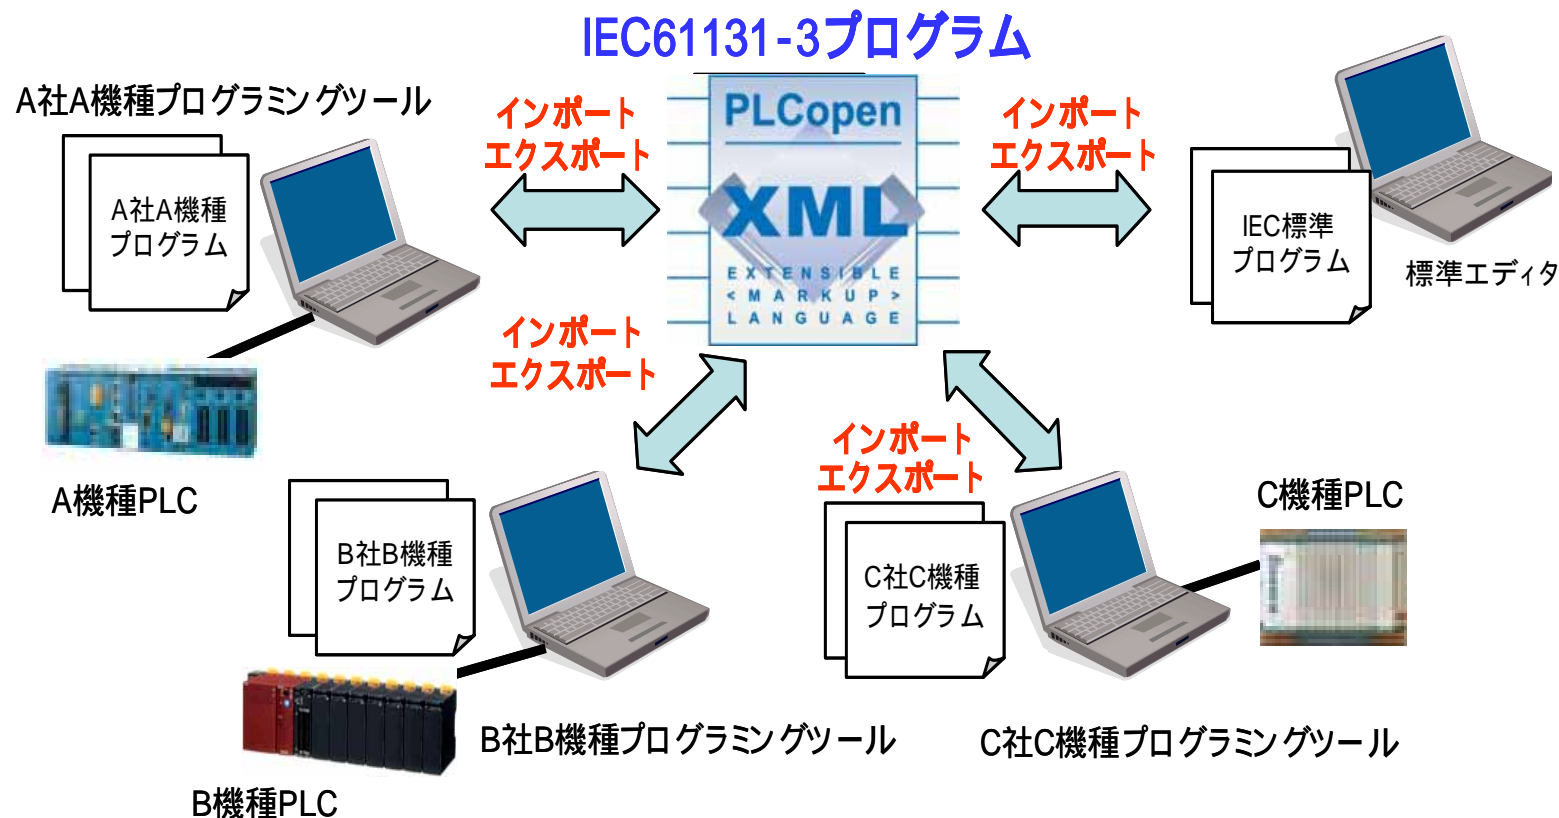 IEC61131-3プログラム
A社A機種プログラミングツール
インポート
エクスポート
PLCopen
XML
EXTENSIBLE
<MARKUP>
LANGUAGE
インポート
エクスポート
A社A機種
プログラム
IEC標準
プログラム
標準エディタ
インポート
エクスポート
A機種PLC
インポート
エクスポート
C機種PLC
B社B機種
プログラム
C社C機種
プログラム
B社B機種プログラミングツール
C社C機種プログラミングツール
B機種PLC